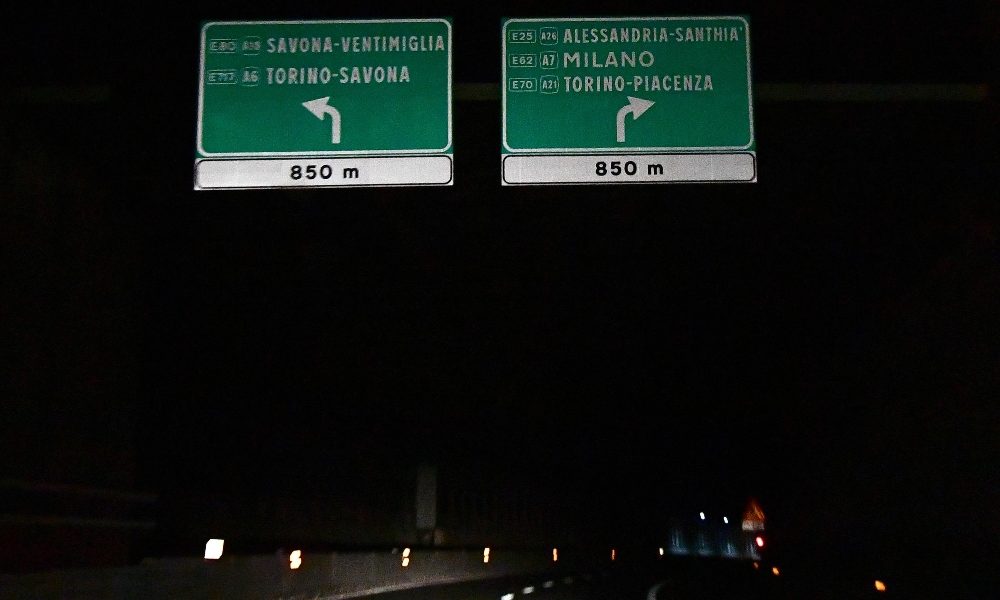 E80 SAVONA-VENTIMIGLIA
E717 A6 TORINO-SAVONA
850 m
E25 A26 ALESSANDRIA-SANTHIA'
E62 A7 MILANO
E70 A21 TORINO-PIACENZA
850 m